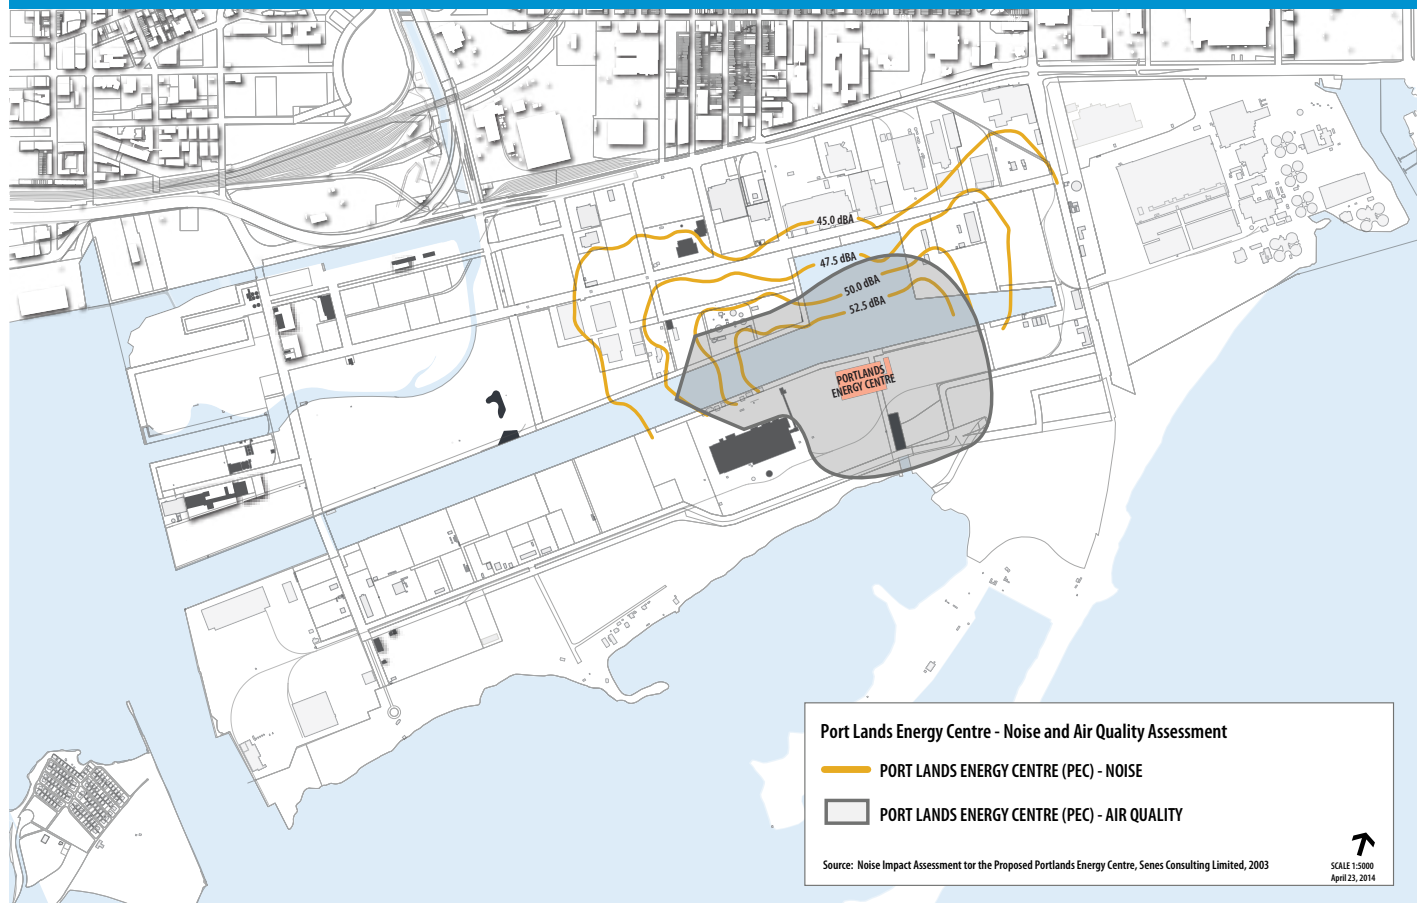 45.0 dBA
47.5 dBA
50.0 dBA
52.5 dBA
PORTLANDS
ENERGY CENTRE
Port Lands Energy Centre - Noise and Air Quality Assessment
PORT LANDS ENERGY CENTRE (PEC) - NOISE
PORT LANDS ENERGY CENTRE (PEC) - AIR QUALITY
Source: Noise Impact Assessment tor the Proposed Portlands Energy Centre, Senes Consulting Limited, 2003
SCALE 1:5000
April 23, 2014